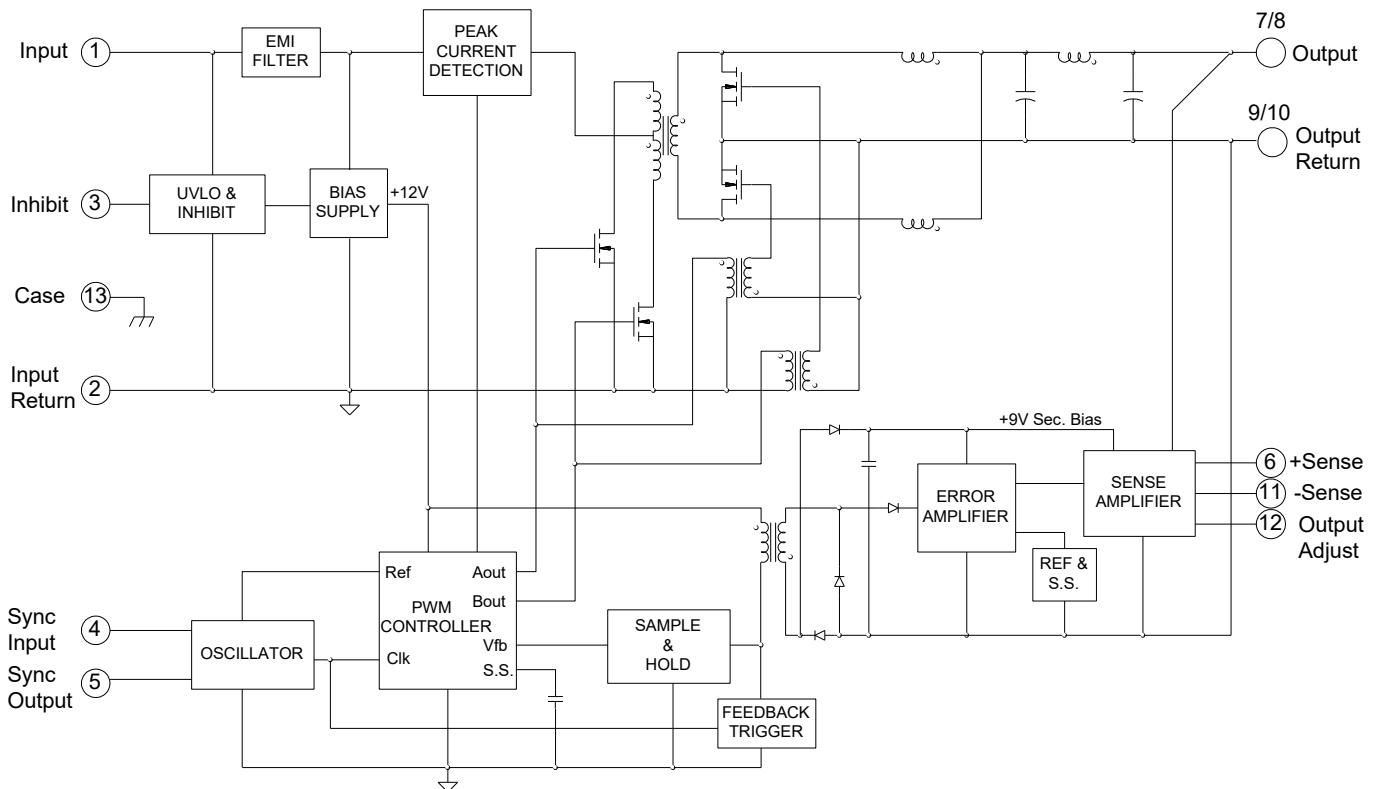 Input
1
EMI
FILTER
PEAK
CURRENT
DETECTION
7/8
Output
9/10
Output
Return
Inhibit
3
UVLO &
INHIBIT
BIAS
SUPPLY
+12V
Case
13
Input
Return
2
+9V Sec. Bias
ERROR
AMPLIFIER
SENSE
AMPLIFIER
6
+Sense
11
-Sense
12
Output
Adjust
REF &
S.S.
Sync
Input
4
Sync
Output
5
OSCILLATOR
Ref
Aout
Bout
PWM
CONTROLLER
Vfb
Clk
S.S.
SAMPLE
&
HOLD
FEEDBACK
TRIGGER